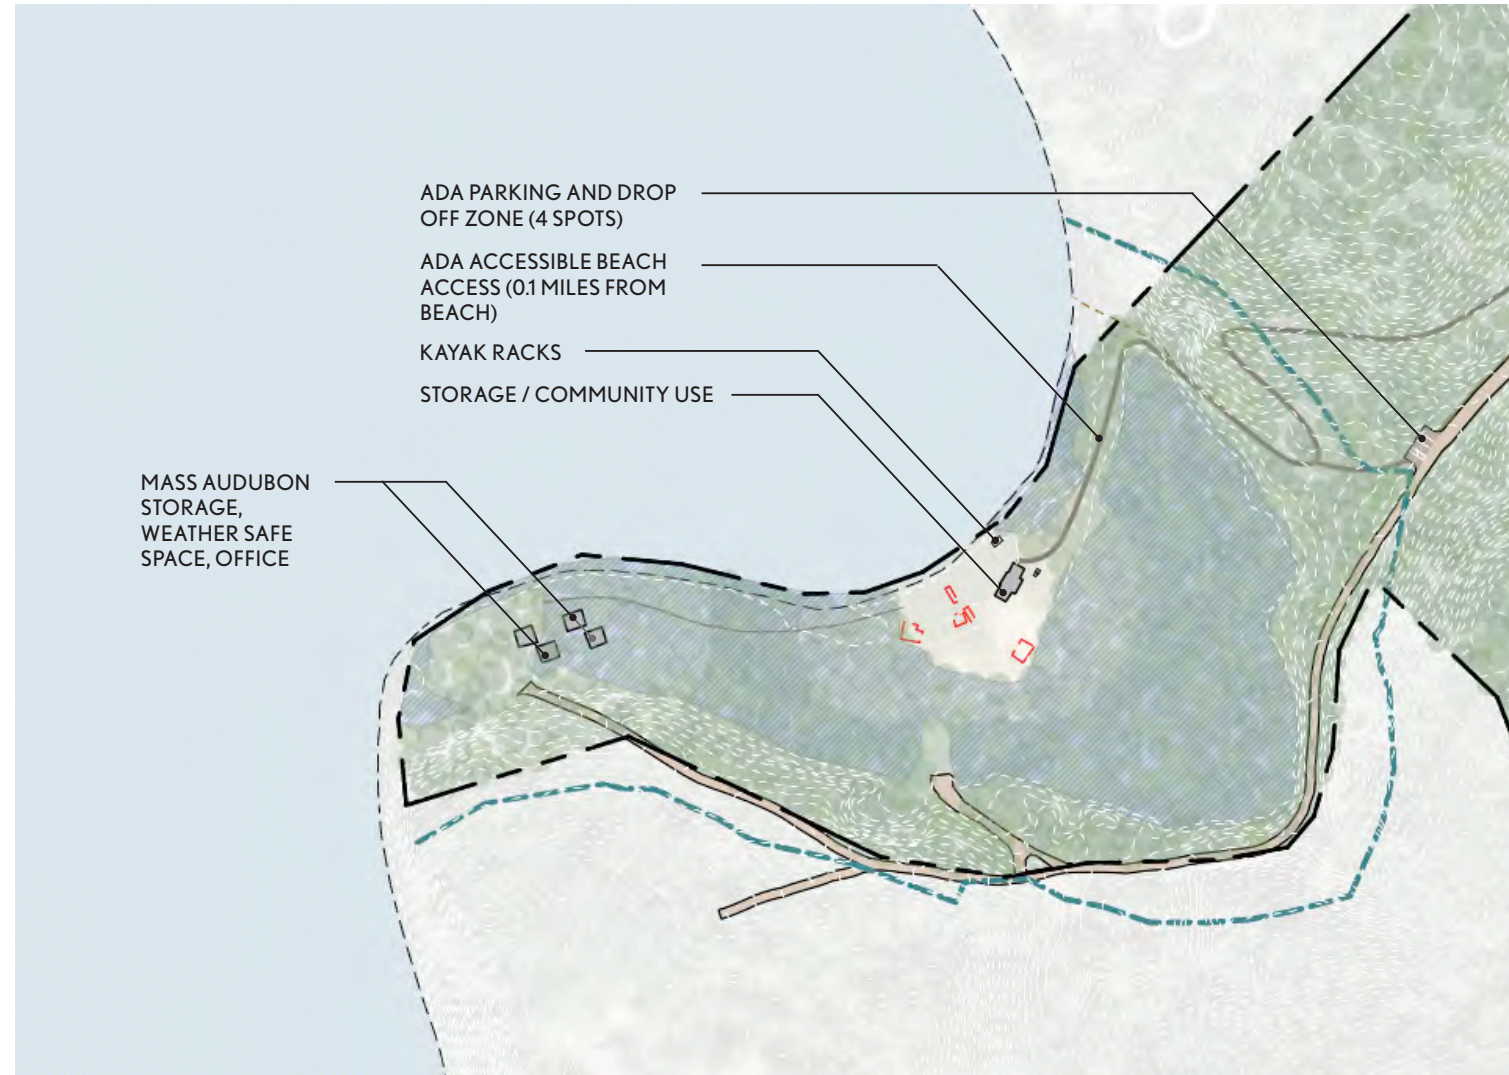 ADA PARKING AND DROP
OFF ZONE (4 SPOTS)
ADA ACCESSIBLE BEACH
ACCESS (0.1 MILES FROM
BEACH)
KAYAK RACKS
STORAGE / COMMUNITY USE
MASS AUDUBON
STORAGE,
WEATHER SAFE
SPACE, OFFICE